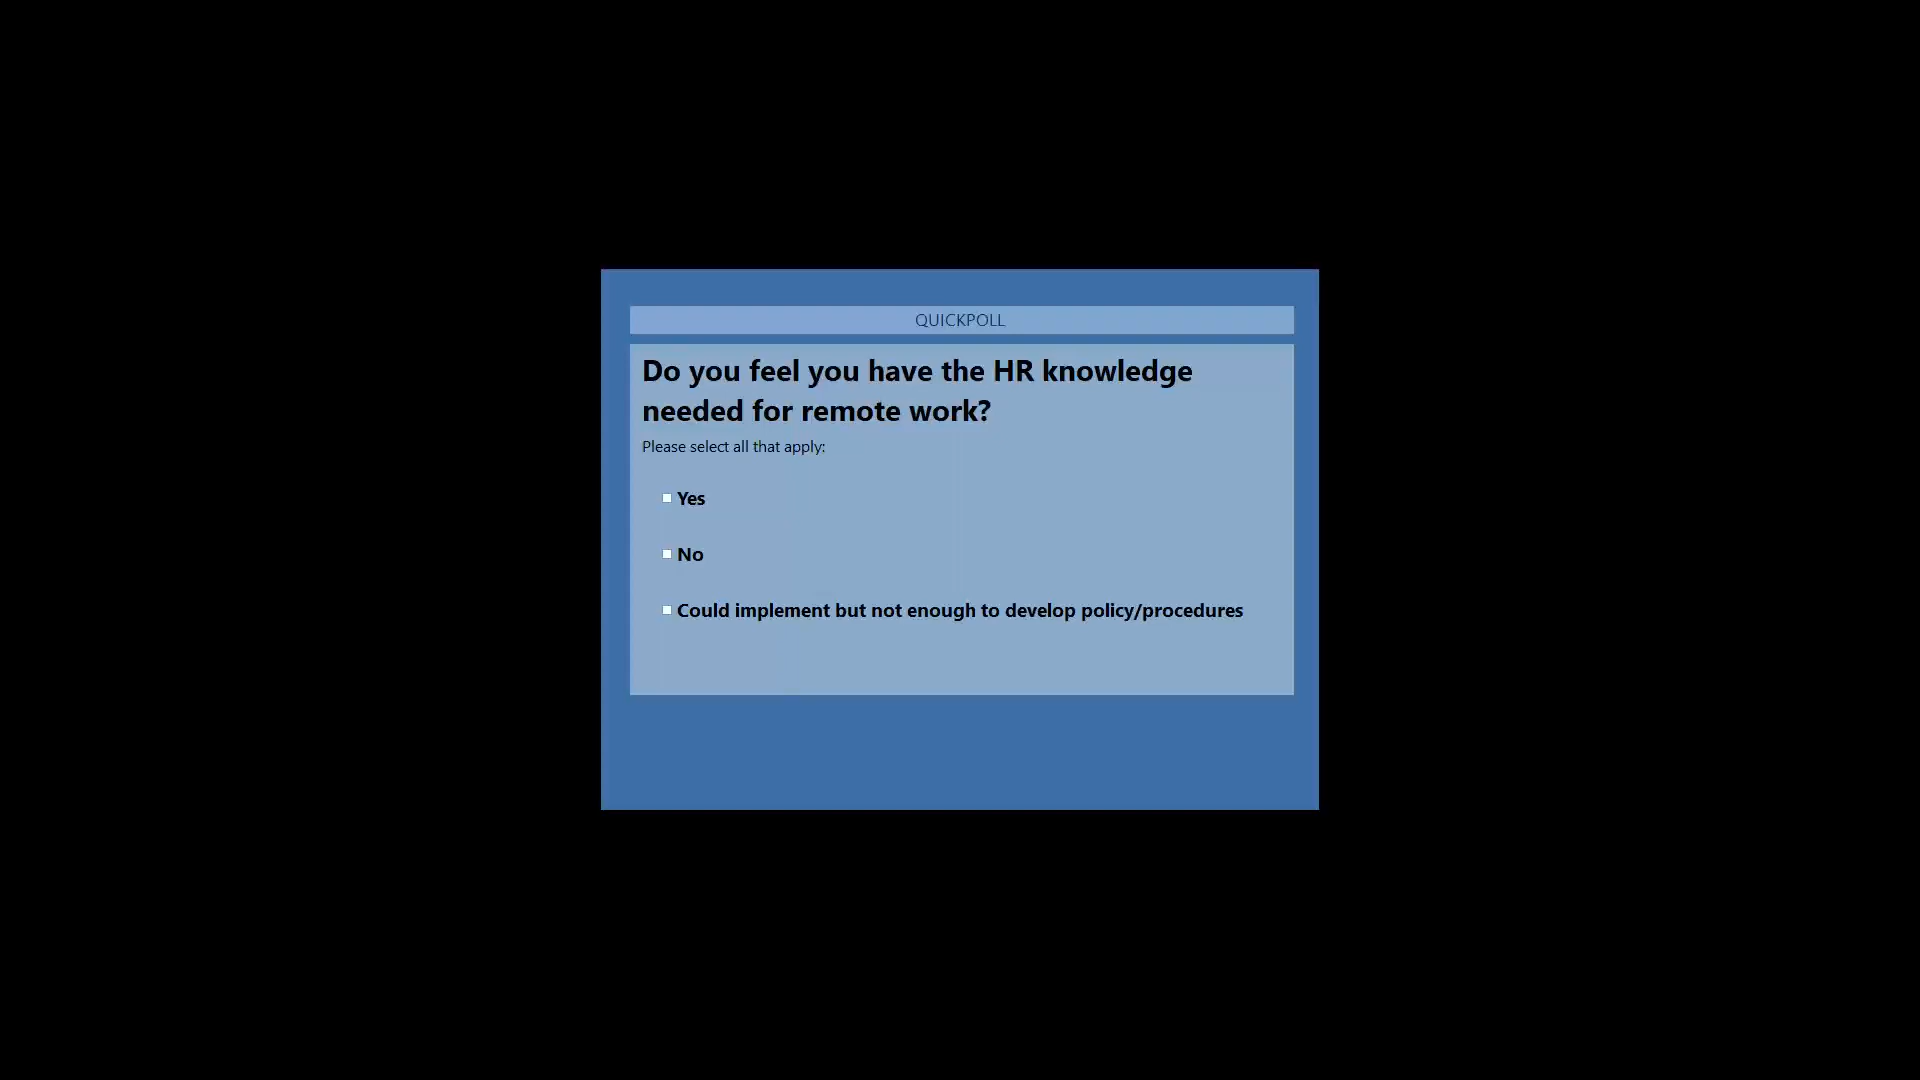 QUICKPOLL
Do you feel you have the HR knowledge
needed for remote work?
Please select all that apply:
Yes
No
Could implement but not enough to develop policy/procedures